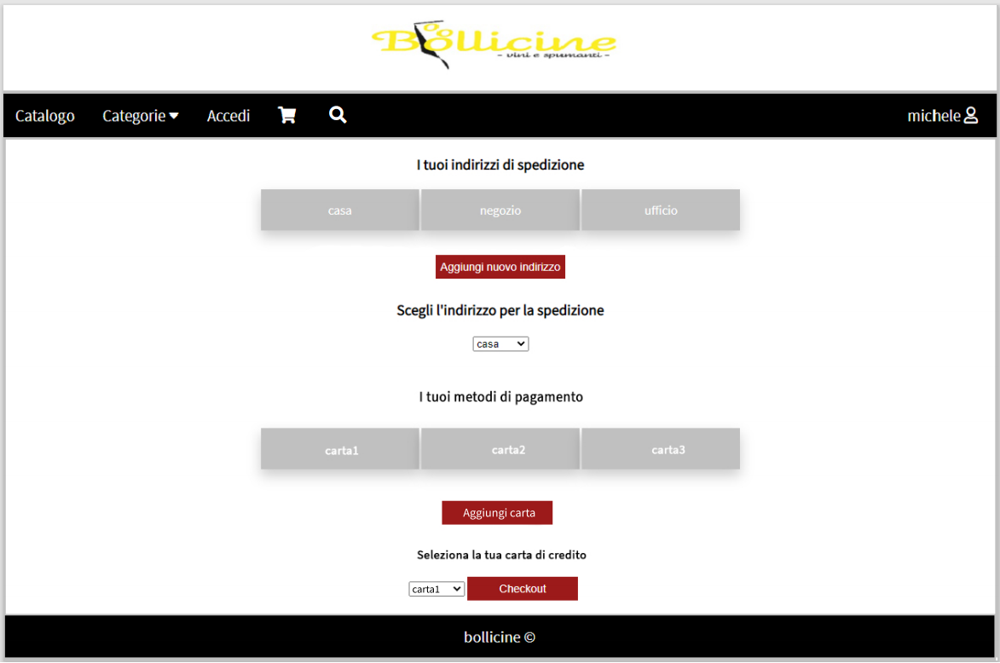 Bollicine
- vini e spumanti -
Catalogo Categorie Accedi michele
I tuoi indirizzi di spedizione
casa negozio ufficio
Aggiungi nuovo indirizzo
Scegli l'indirizzo per la spedizione
casa
I tuoi metodi di pagamento
carta1 carta2 carta3
Aggiungi carta
Seleziona la tua carta di credito
carta1 Checkout
bollicine ©